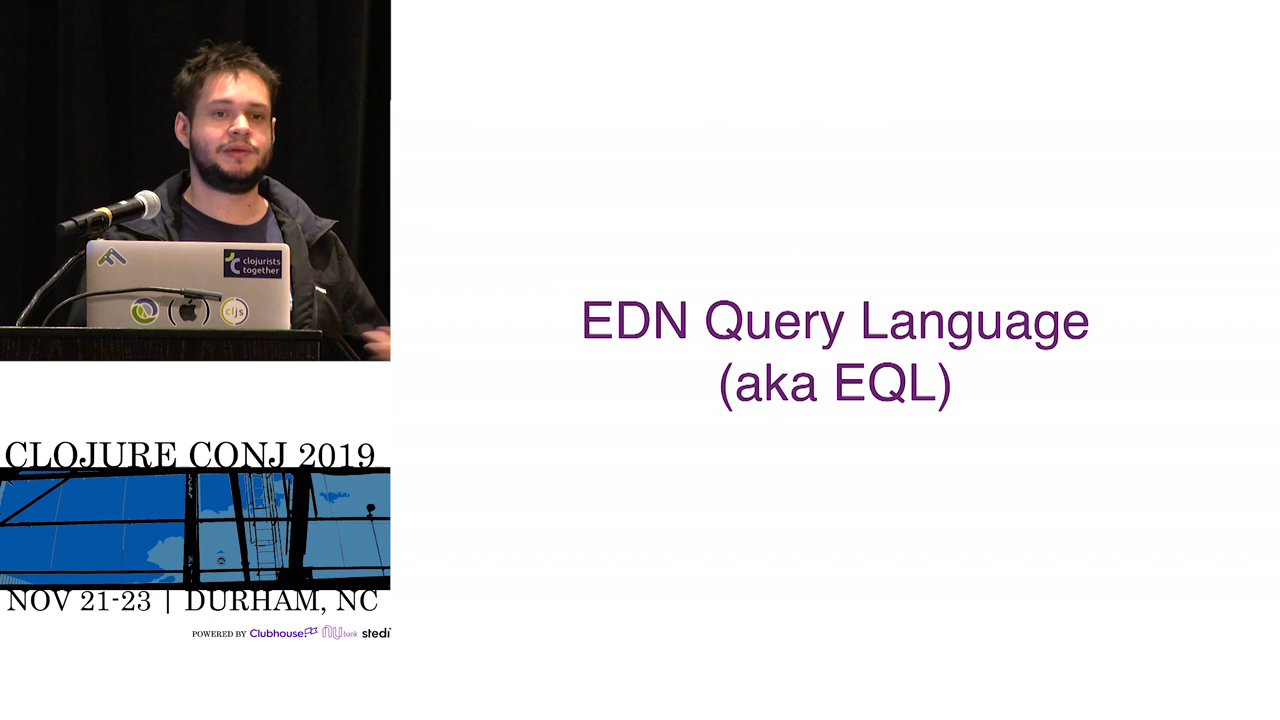 clojurists
together
cljs
EDN Query Language
(aka EQL)
CLOJURE CONJ 2019
NOV 21-23 | DURHAM, NC
POWERED BY Clubhouse nu bank stedi